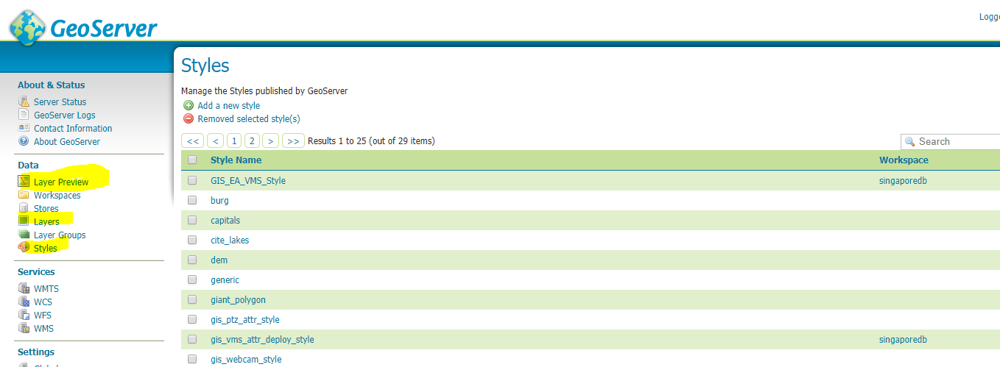 GeoServer
Logge
About & Status
Server Status
GeoServer Logs
Contact Information
About GeoServer
Data
Layer Preview
Workspaces
Stores
Layers
Layer Groups
Styles
Services
WMTS
WCS
WFS
WMS
Settings
Styles
Manage the Styles published by GeoServer
Add a new style
Removed selected style(s)
<< < 1 2 > >> Results 1 to 25 (out of 29 items) Search
Style Name Workspace
GIS_EA_VMS_Style singaporedb
burg
capitals
cite_lakes
dem
generic
giant_polygon
gis_ptz_attr_style
gis_vms_attr_deploy_style singaporedb
gis_webcam_style